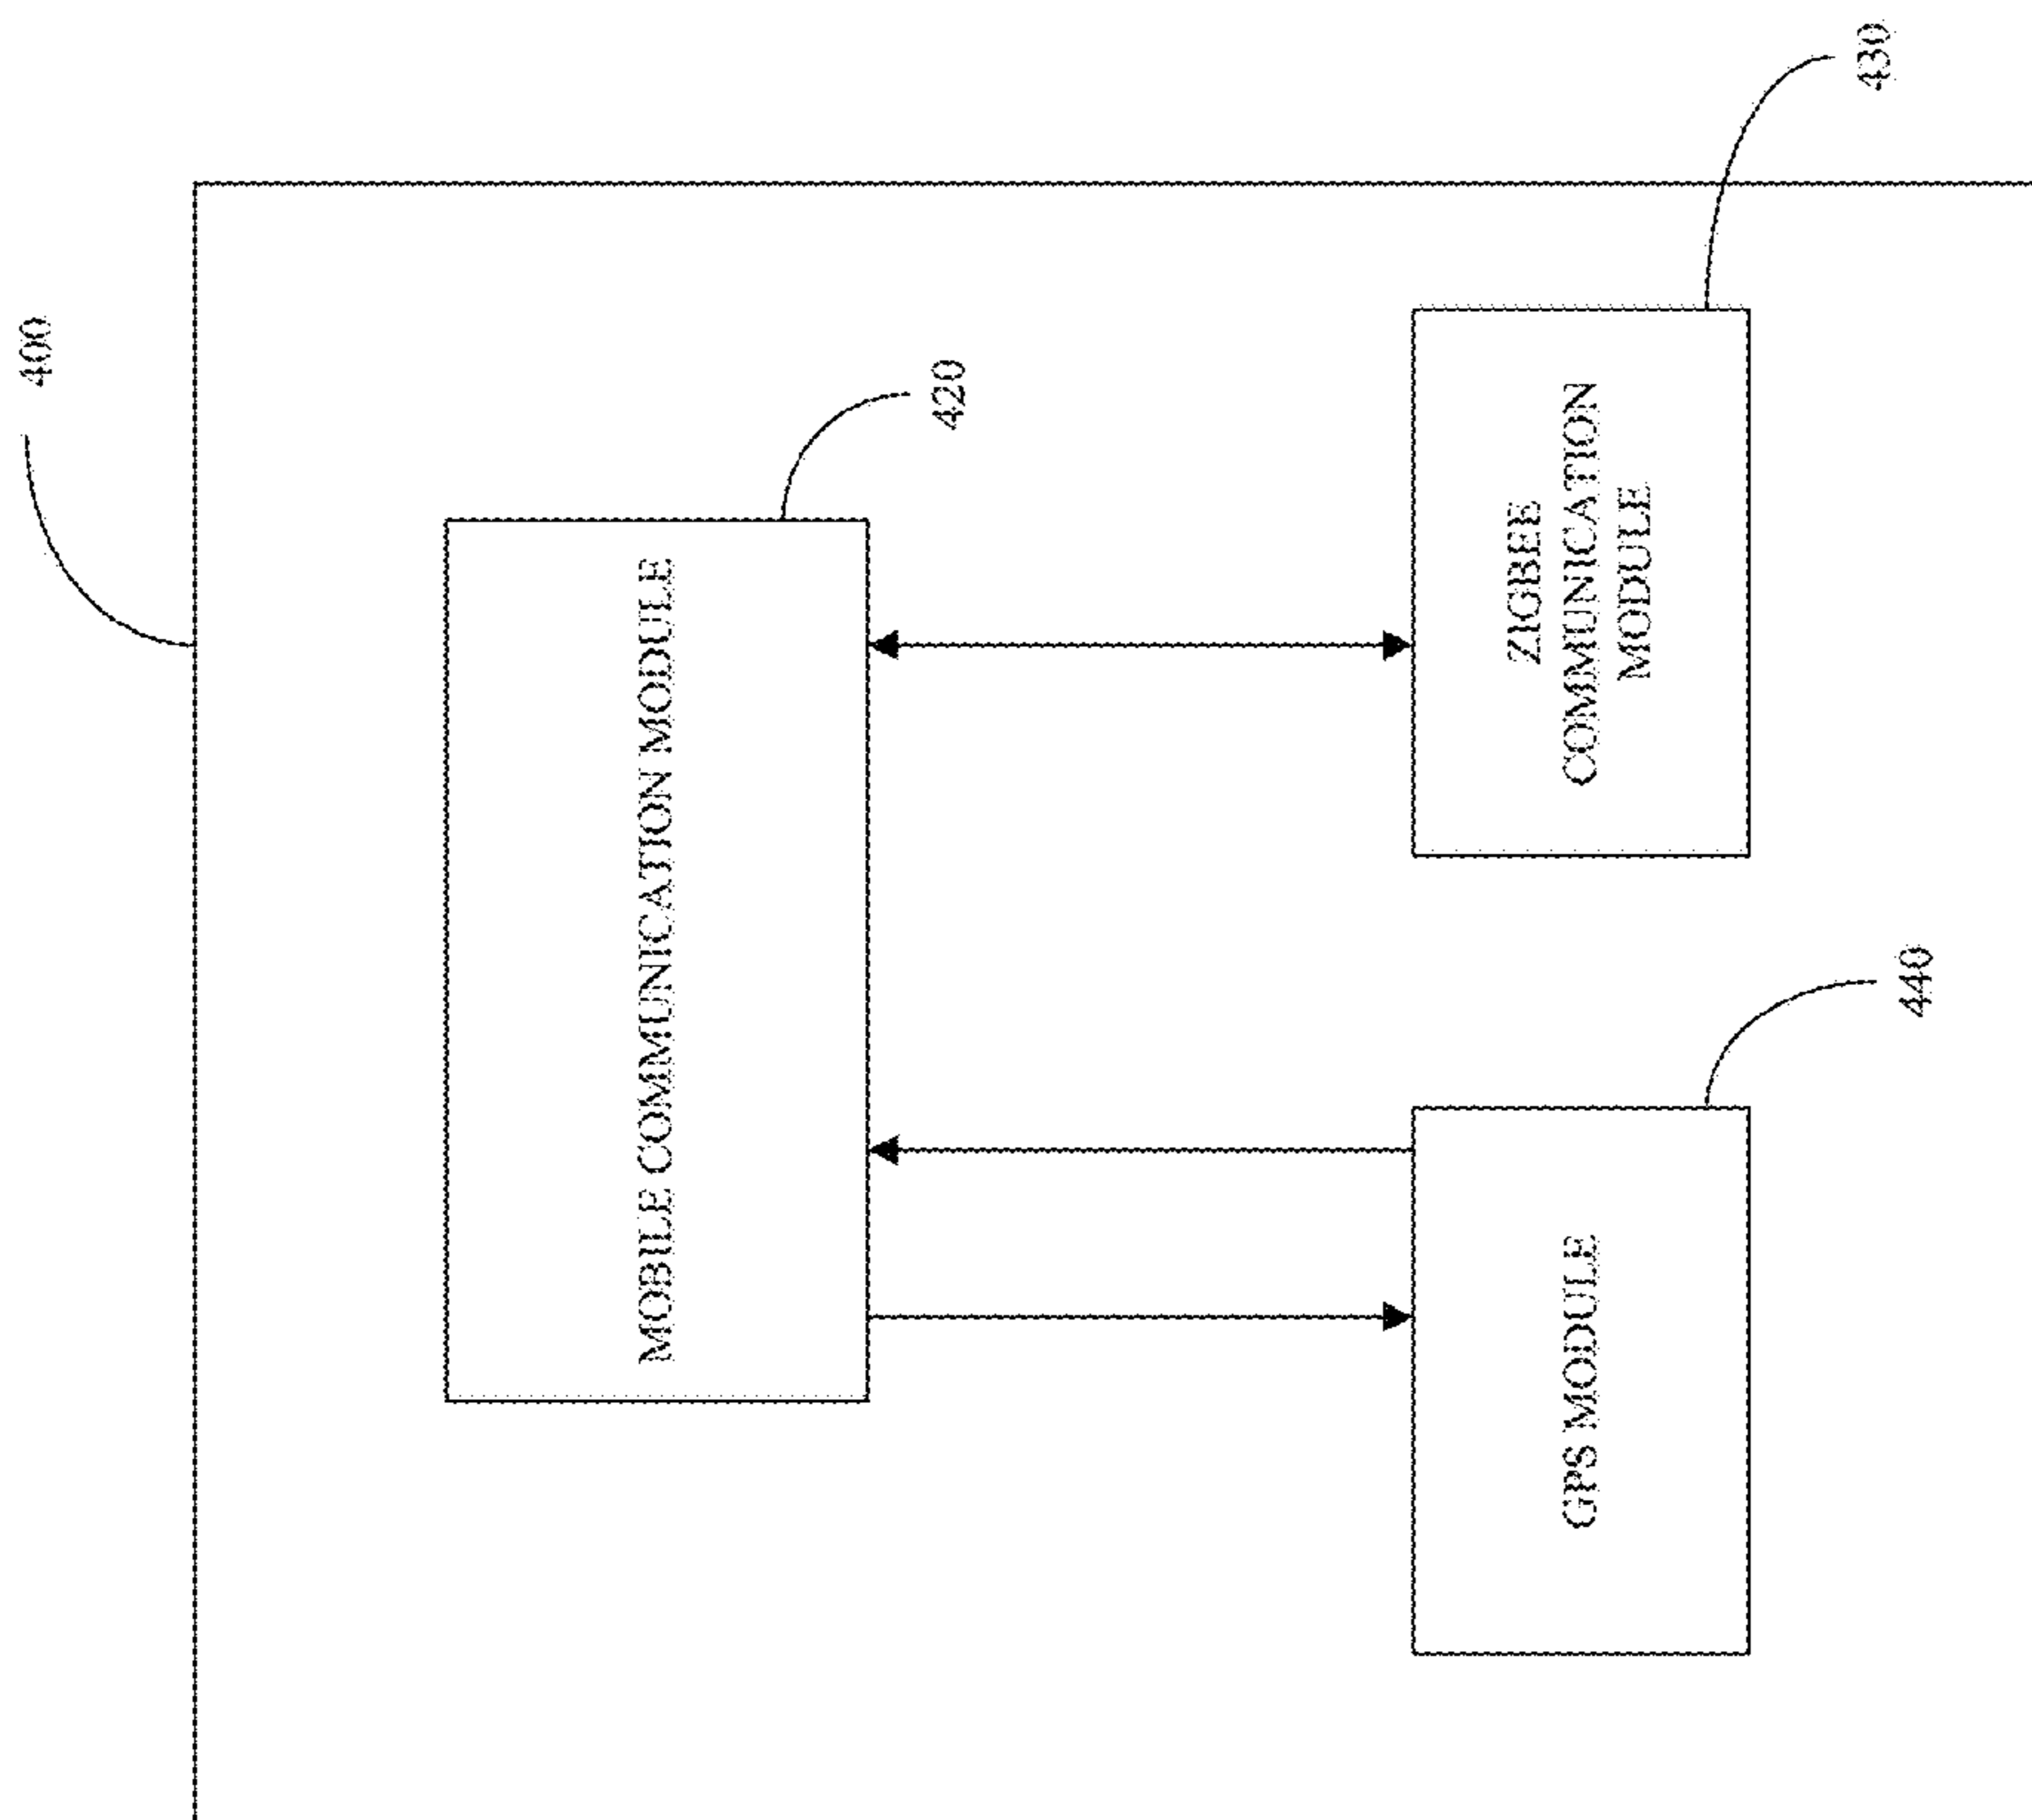 400
420
MOBILE COMMUNICATION MODULE
430
ZIGBEE
COMMUNICATION
MODULE
440
GPS MODULE